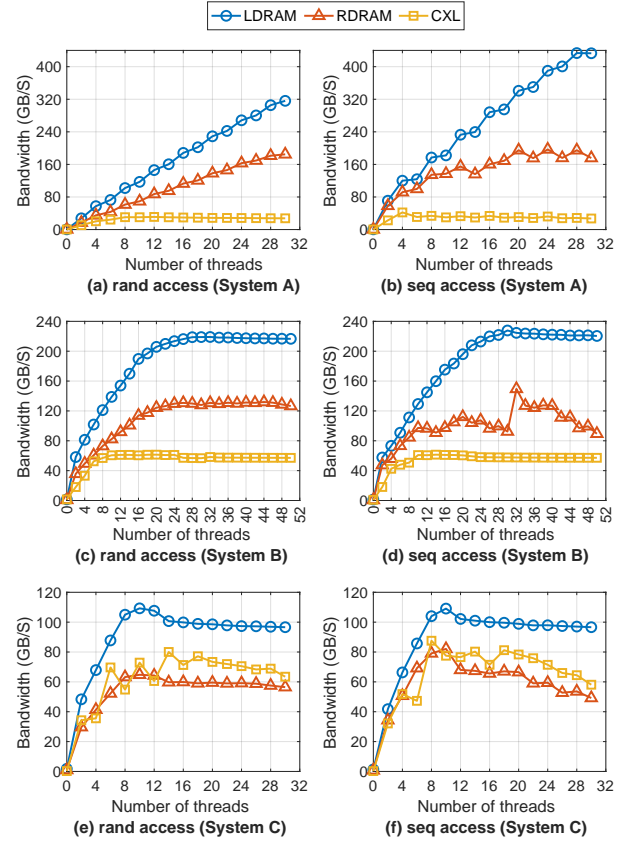 LDRAM RDRAM CXL
Bandwidth (GB/S)
400
320
240
160
80
0
0 4 8 12 16 20 24 28 32
Number of threads
(a) rand access (System A)
Bandwidth (GB/S)
400
320
240
160
80
0
0 4 8 12 16 20 24 28 32
Number of threads
(b) seq access (System A)
Bandwidth (GB/S)
240
200
160
120
80
40
0
0 4 8 12 16 20 24 28 32 36 40 44 48 52
Number of threads
(c) rand access (System B)
Bandwidth (GB/S)
240
200
160
120
80
40
0
0 4 8 12 16 20 24 28 32 36 40 44 48 52
Number of threads
(d) seq access (System B)
Bandwidth (GB/S)
120
100
80
60
40
20
0
0 4 8 12 16 20 24 28 32
Number of threads
(e) rand access (System C)
Bandwidth (GB/S)
120
100
80
60
40
20
0
0 4 8 12 16 20 24 28 32
Number of threads
(f) seq access (System C)